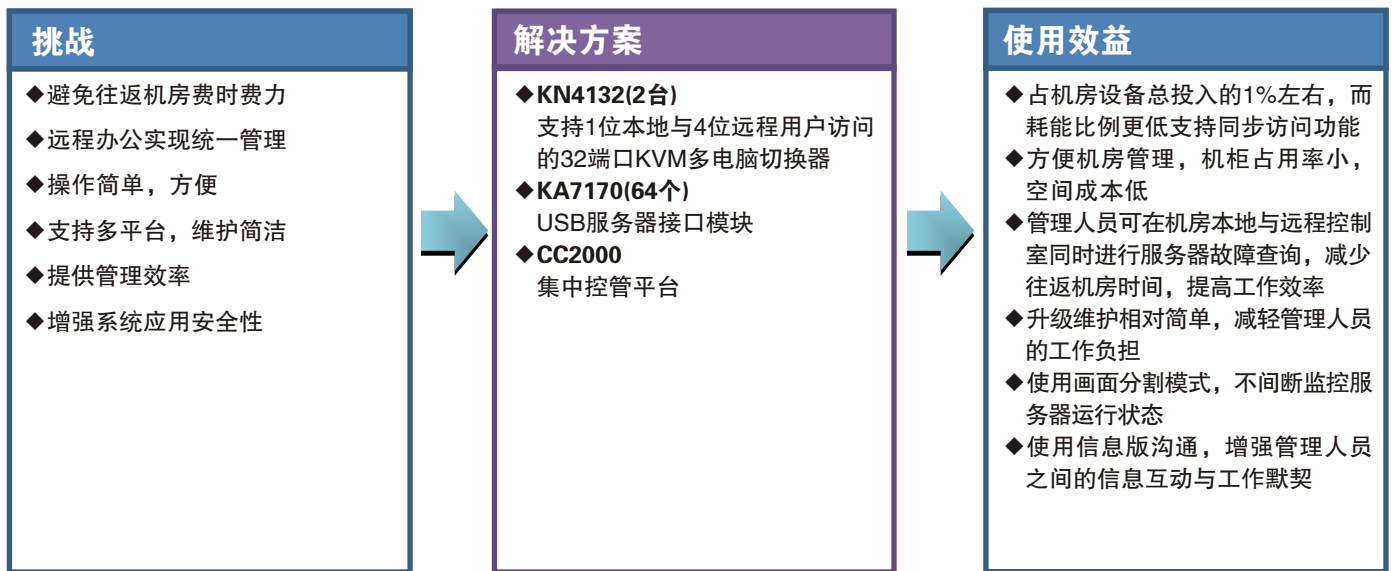 挑战
◆避免往返机房费时费力
◆远程办公实现统一管理
◆操作简单，方便
◆支持多平台，维护简洁
◆提供管理效率
◆增强系统应用安全性
解决方案
◆KN4132(2台)
支持1位本地与4位远程用户访问
的32端口KVM多电脑切换器
◆KA7170(64个)
USB服务器接口模块
◆CC2000
集中控管平台
使用效益
◆占机房设备总投入的1%左右，而
耗能比例更低支持同步访问功能
◆方便机房管理，机柜占用率小，
空间成本低
◆管理人员可在机房本地与远程控制
室同时进行服务器故障查询，减少
往返机房时间，提高工作效率
◆升级维护相对简单，减轻管理人员
的工作负担
◆使用画面分割模式，不间断监控服
务器运行状态
◆使用信息版沟通，增强管理人员
之间的信息互动与工作默契